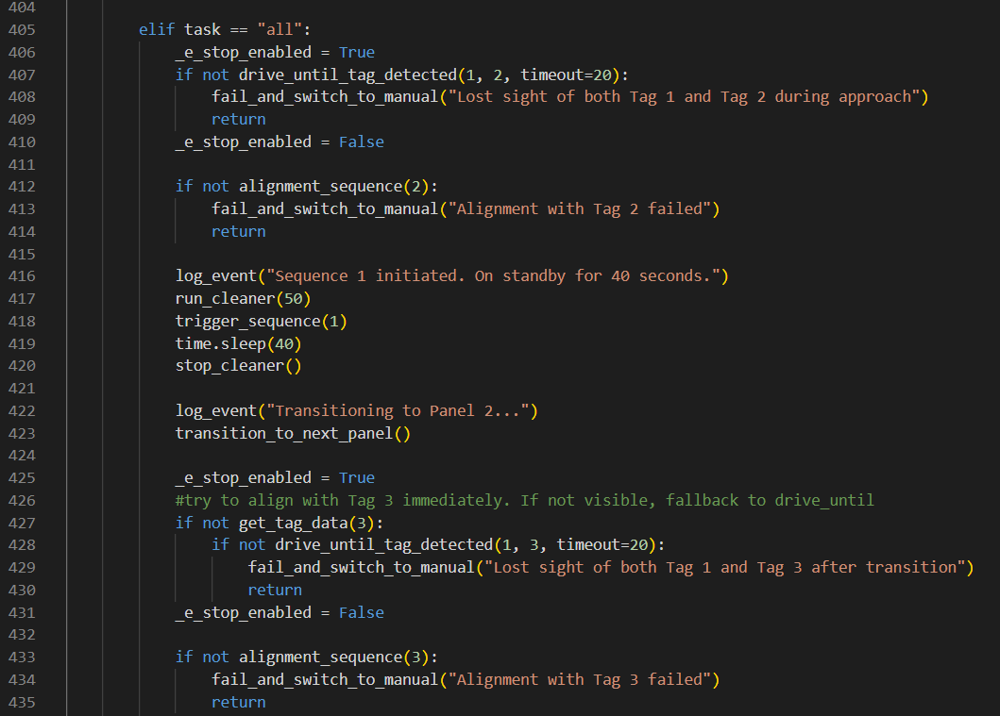 404
405 elif task == "all":
406 _e_stop_enabled = True
407 if not drive_until_tag_detected(1, 2, timeout=20):
408 fail_and_switch_to_manual("Lost sight of both Tag 1 and Tag 2 during approach")
409 return
410 _e_stop_enabled = False
411
412 if not alignment_sequence(2):
413 fail_and_switch_to_manual("Alignment with Tag 2 failed")
414 return
415
416 log_event("Sequence 1 initiated. On standby for 40 seconds.")
417 run_cleaner(50)
418 trigger_sequence(1)
419 time.sleep(40)
420 stop_cleaner()
421
422 log_event("Transitioning to Panel 2...")
423 transition_to_next_panel()
424
425 _e_stop_enabled = True
426 #try to align with Tag 3 immediately. If not visible, fallback to drive_until
427 if not get_tag_data(3):
428 if not drive_until_tag_detected(1, 3, timeout=20):
429 fail_and_switch_to_manual("Lost sight of both Tag 1 and Tag 3 after transition")
430 return
431 _e_stop_enabled = False
432
433 if not alignment_sequence(3):
434 fail_and_switch_to_manual("Alignment with Tag 3 failed")
435 return